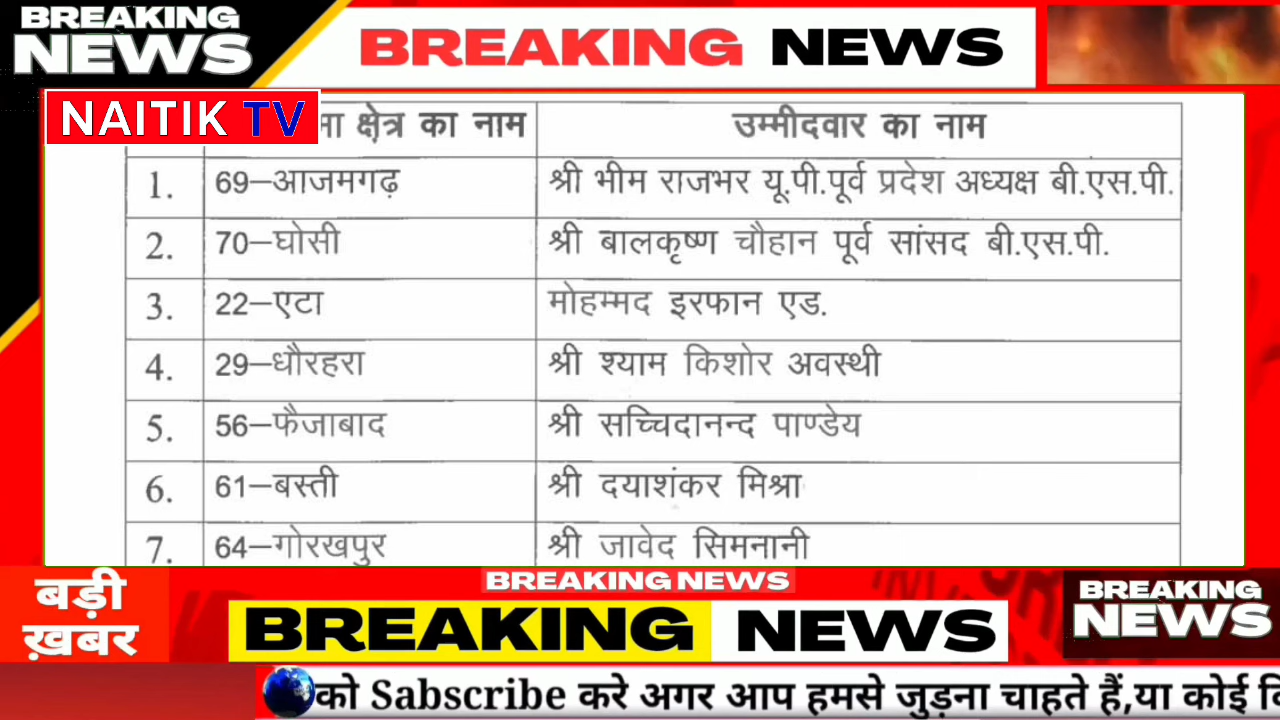 BREAKING
NEWS
BREAKING NEWS
NAITIK TV
क्षेत्र का नाम
उम्मीदवार का नाम
1. 69–आजमगढ़ श्री भीम राजभर यू.पी.पूर्व प्रदेश अध्यक्ष बी.एस.पी.
2. 70–घोसी श्री बालकृष्ण चौहान पूर्व सांसद बी.एस.पी.
3. 22–एटा मोहम्मद इरफान एड.
4. 29–धौरहरा श्री श्याम किशोर अवस्थी
5. 56–फैजाबाद श्री सच्चिदानन्द पाण्डेय
6. 61–बस्ती श्री दयाशंकर मिश्रा
7. 64–गोरखपुर श्री जावेद सिमनानी
बड़ी
ख़बर
BREAKING NEWS
BREAKING NEWS
BREAKING
NEWS
को Sabscribe करे अगर आप हमसे जुड़ना चाहते हैं,या कोई